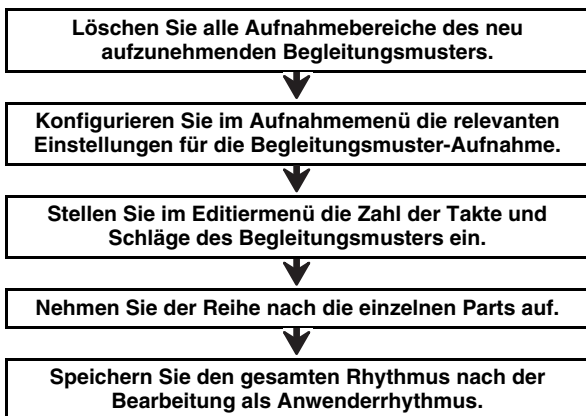 Löschen Sie alle Aufnahmebereiche des neu
aufzunehmenden Begleitungsmusters.
Konfigurieren Sie im Aufnahmemenü die relevanten
Einstellungen für die Begleitungsmuster-Aufnahme.
Stellen Sie im Editiermenü die Zahl der Takte und
Schläge des Begleitungsmusters ein.
Nehmen Sie der Reihe nach die einzelnen Parts auf.
Speichern Sie den gesamten Rhythmus nach der
Bearbeitung als Anwenderrhythmus.